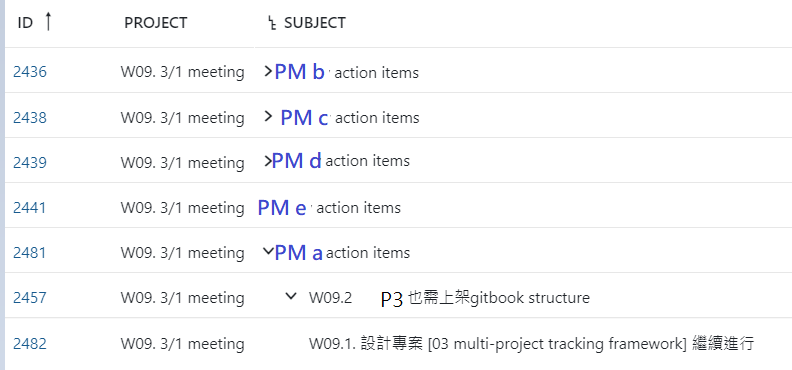 ID PROJECT SUBJECT
2436 W09. 3/1 meeting PM b action items
2438 W09. 3/1 meeting PM c action items
2439 W09. 3/1 meeting PM d action items
2441 W09. 3/1 meeting PM e action items
2481 W09. 3/1 meeting PM a action items
2457 W09. 3/1 meeting W09.2 P3 也需上架gitbook structure
2482 W09. 3/1 meeting W09.1. 設計專案 [03 multi-project tracking framework] 繼續進行